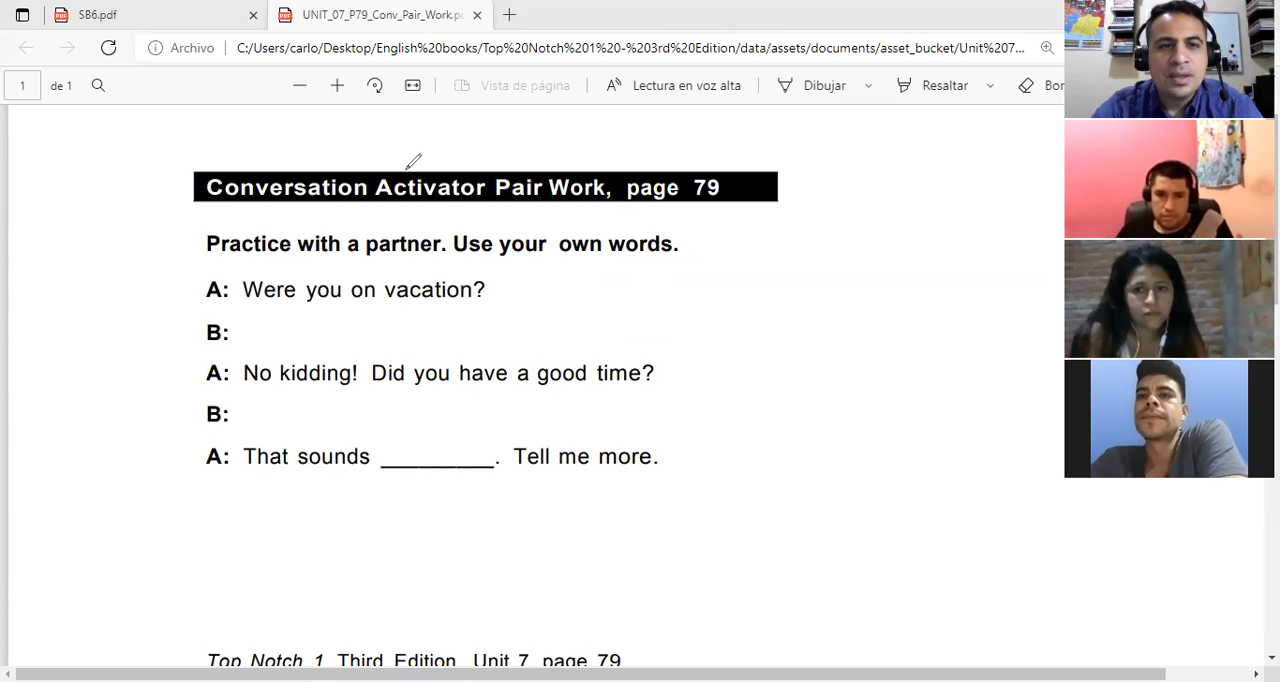 SB6.pdf
UNIT_07_P79_Conv_Pair_Work.p
Archivo
C:/Users/carlo/Desktop/English%20books/Top%20Notch%201%20-%203rd%20Edition/data/assets/documents/asset_bucket/Unit%207...
1 de 1
Vista de página
Lectura en voz alta
Dibujar
Resaltar
Bor
Conversation Activator Pair Work, page 79
Practice with a partner. Use your own words.
A: Were you on vacation?
B:
A: No kidding! Did you have a good time?
B:
A: That sounds _________. Tell me more.
Top Notch 1, Third Edition Unit 7, page 79